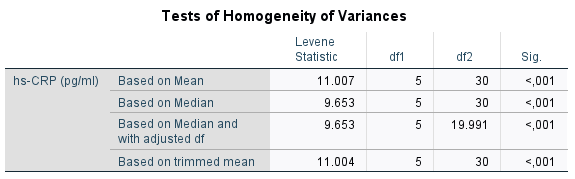 Tests of Homogeneity of Variances
Levene
Statistic df1 df2 Sig.
hs-CRP (pg/ml) Based on Mean 11.007 5 30 <,001
Based on Median 9.653 5 30 <,001
Based on Median and
with adjusted df 9.653 5 19.991 <,001
Based on trimmed mean 11.004 5 30 <,001